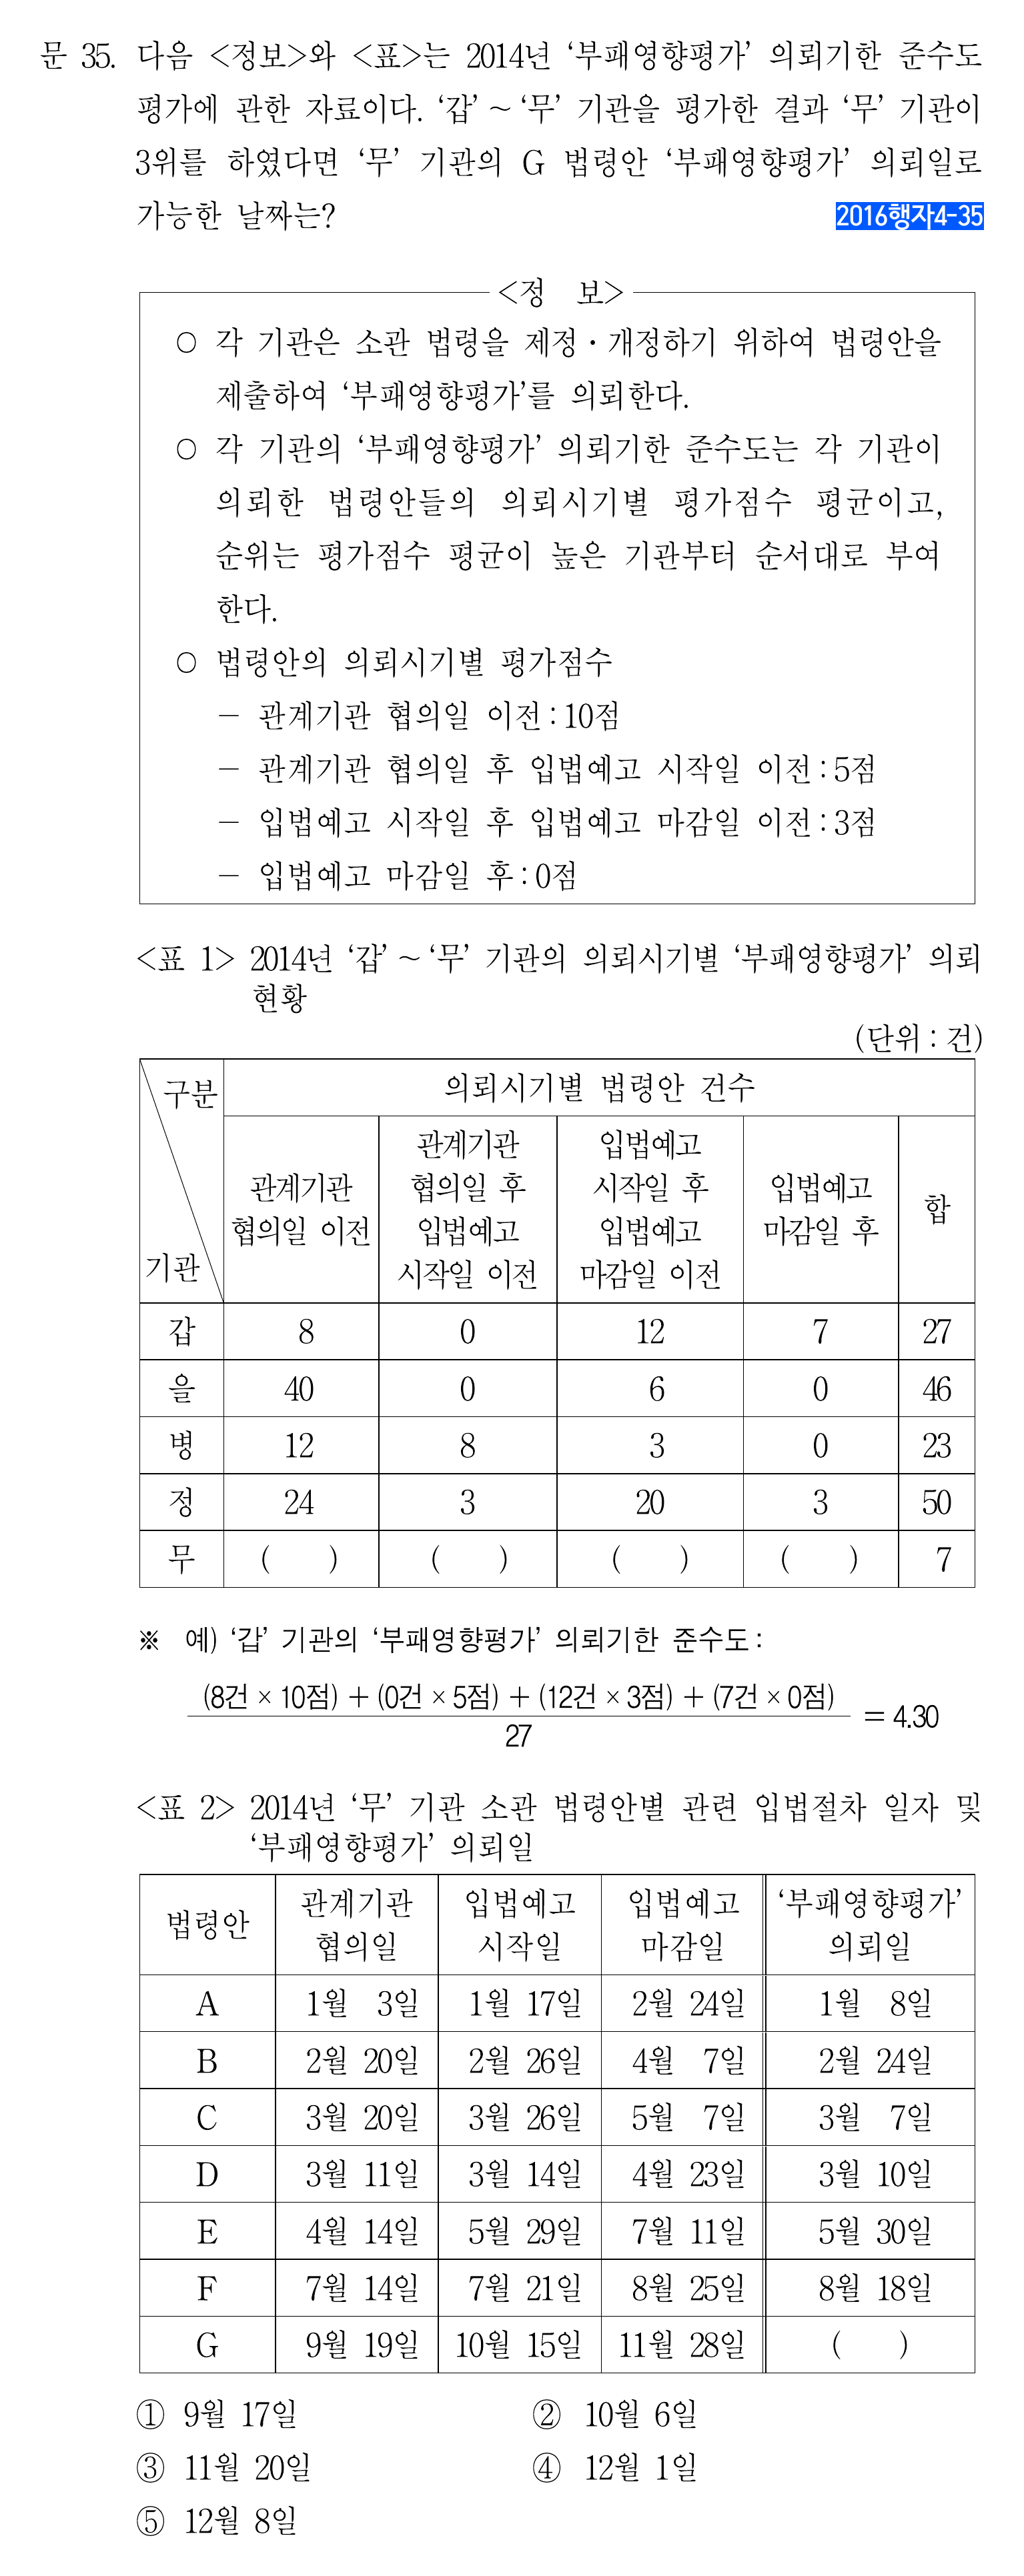 문 35. 다음 <정보>와 <표>는 2014년 ‘부패영향평가’ 의뢰기한 준수도
평가에 관한 자료이다. ‘갑’ ~ ‘무’ 기관을 평가한 결과 ‘무’ 기관이
3위를 하였다면 ‘무’ 기관의 G 법령안 ‘부패영향평가’ 의뢰일로
가능한 날짜는? 2016행자4-35
<정 보>
○ 각 기관은 소관 법령을 제정·개정하기 위하여 법령안을
제출하여 ‘부패영향평가’를 의뢰한다.
○ 각 기관의 ‘부패영향평가’ 의뢰기한 준수도는 각 기관이
의뢰한 법령안들의 의뢰시기별 평가점수 평균이고,
순위는 평가점수 평균이 높은 기관부터 순서대로 부여
한다.
○ 법령안의 의뢰시기별 평가점수
- 관계기관 협의일 이전 : 10점
- 관계기관 협의일 후 입법예고 시작일 이전 : 5점
- 입법예고 시작일 후 입법예고 마감일 이전 : 3점
- 입법예고 마감일 후 : 0점
<표 1> 2014년 ‘갑’ ~ ‘무’ 기관의 의뢰시기별 ‘부패영향평가’ 의뢰
현황
(단위 : 건)
구분 의뢰시기별 법령안 건수
기관 관계기관 협의일 이전 관계기관 협의일 후 입법예고 시작일 이전 입법예고 시작일 후 입법예고 마감일 이전 입법예고 마감일 후 합
갑 8 0 12 7 27
을 40 0 6 0 46
병 12 8 3 0 23
정 24 3 20 3 50
무 ( ) ( ) ( ) ( ) 7
※ 예) ‘갑’ 기관의 ‘부패영향평가’ 의뢰기한 준수도 :
(8건 × 10점) + (0건 × 5점) + (12건 × 3점) + (7건 × 0점)
27
= 4.30
<표 2> 2014년 ‘무’ 기관 소관 법령안별 관련 입법절차 일자 및
‘부패영향평가’ 의뢰일
법령안 관계기관 협의일 입법예고 시작일 입법예고 마감일 ‘부패영향평가’ 의뢰일
A 1월 3일 1월 17일 2월 24일 1월 8일
B 2월 20일 2월 26일 4월 7일 2월 24일
C 3월 20일 3월 26일 5월 7일 3월 7일
D 3월 11일 3월 14일 4월 23일 3월 10일
E 4월 14일 5월 29일 7월 11일 5월 30일
F 7월 14일 7월 21일 8월 25일 8월 18일
G 9월 19일 10월 15일 11월 28일 ( )
① 9월 17일 ② 10월 6일
③ 11월 20일 ④ 12월 1일
⑤ 12월 8일